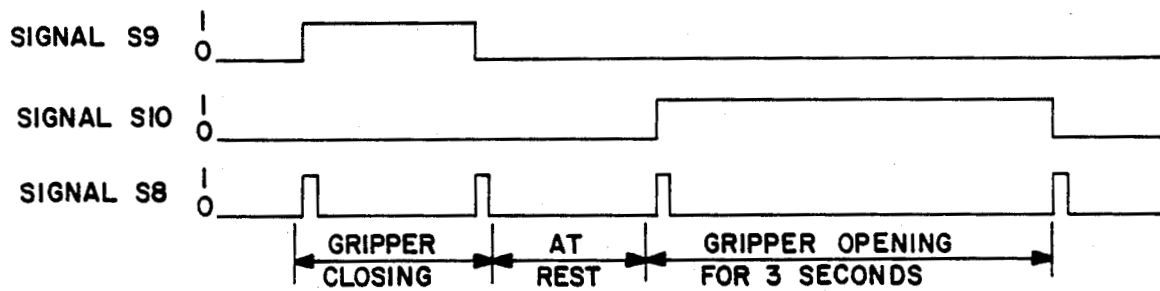 SIGNAL S9 1
0
SIGNAL S10 1
0
SIGNAL S8 1
0
GRIPPER CLOSING
AT REST
GRIPPER OPENING FOR 3 SECONDS